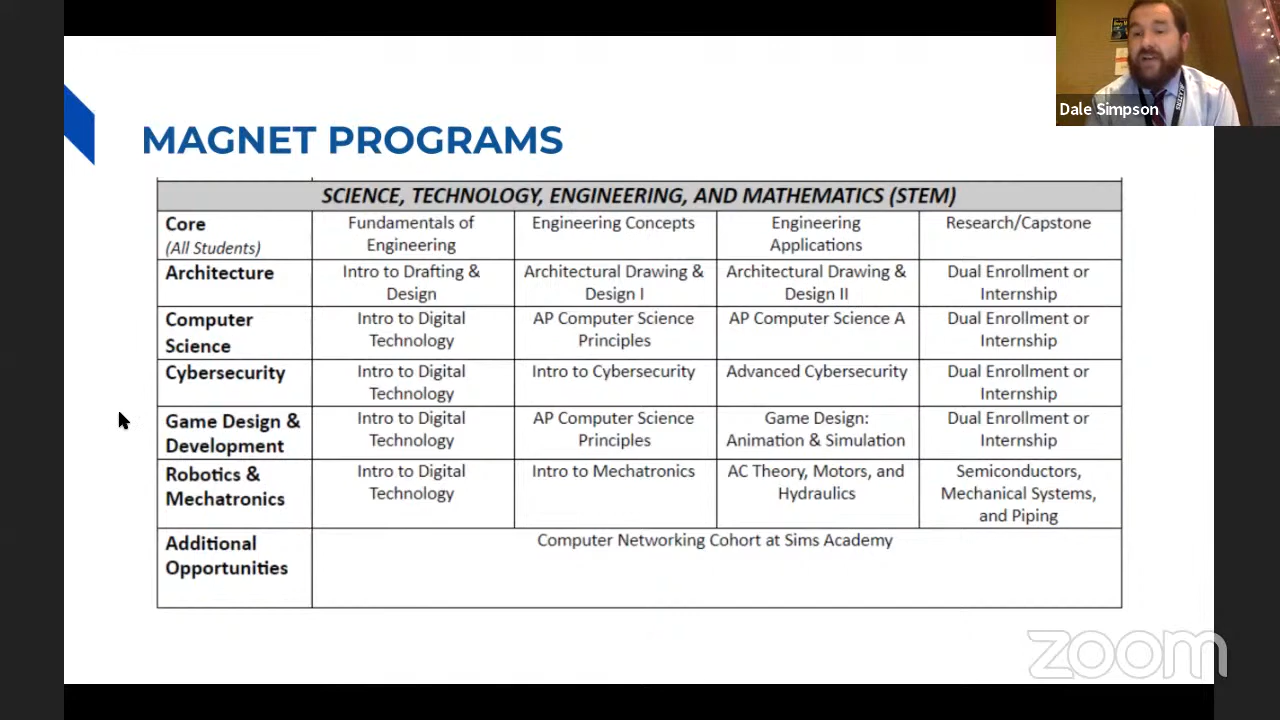 Dale Simpson
MAGNET PROGRAMS
SCIENCE, TECHNOLOGY, ENGINEERING, AND MATHEMATICS (STEM)
Core
(All Students)
Fundamentals of
Engineering
Engineering Concepts
Engineering
Applications
Research/Capstone
Architecture
Intro to Drafting &
Design
Architectural Drawing &
Design I
Architectural Drawing &
Design II
Dual Enrollment or
Internship
Computer
Science
Intro to Digital
Technology
AP Computer Science
Principles
AP Computer Science A
Dual Enrollment or
Internship
Cybersecurity
Intro to Digital
Technology
Intro to Cybersecurity
Advanced Cybersecurity
Dual Enrollment or
Internship
Game Design &
Development
Intro to Digital
Technology
AP Computer Science
Principles
Game Design:
Animation & Simulation
Dual Enrollment or
Internship
Robotics &
Mechatronics
Intro to Digital
Technology
Intro to Mechatronics
AC Theory, Motors, and
Hydraulics
Semiconductors,
Mechanical Systems,
and Piping
Additional
Opportunities
Computer Networking Cohort at Sims Academy
zoom